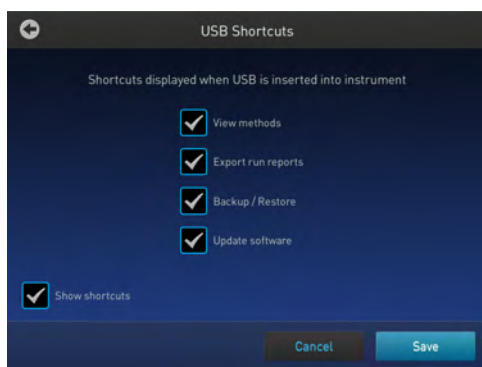 USB Shortcuts
Shortcuts displayed when USB is inserted into instrument
View methods
Export run reports
Backup / Restore
Update software
Show shortcuts
Cancel
Save